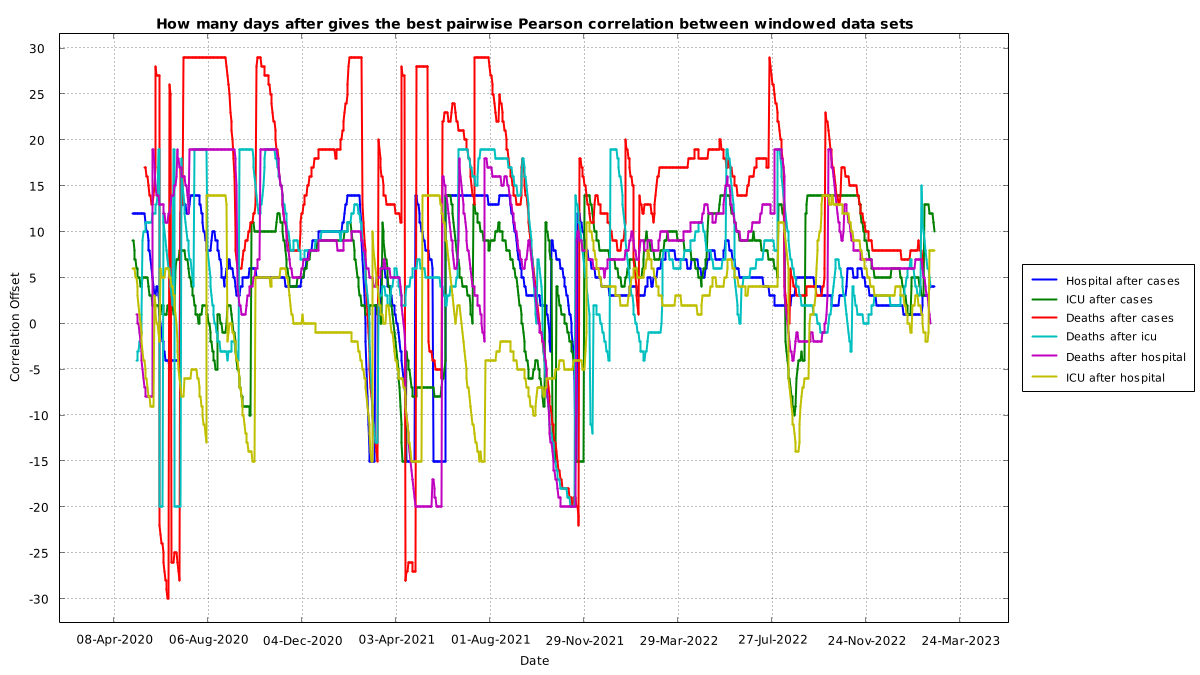 How many days after gives the best pairwise Pearson correlation between windowed data sets
30
25
20
15
10
5
0
-5
-10
-15
-20
-25
-30
Correlation Offset
08-Apr-2020 06-Aug-2020 04-Dec-2020 03-Apr-2021 01-Aug-2021 29-Nov-2021 29-Mar-2022 27-Jul-2022 24-Nov-2022 24-Mar-2023
Date
Hospital after cases
ICU after cases
Deaths after cases
Deaths after icu
Deaths after hospital
ICU after hospital